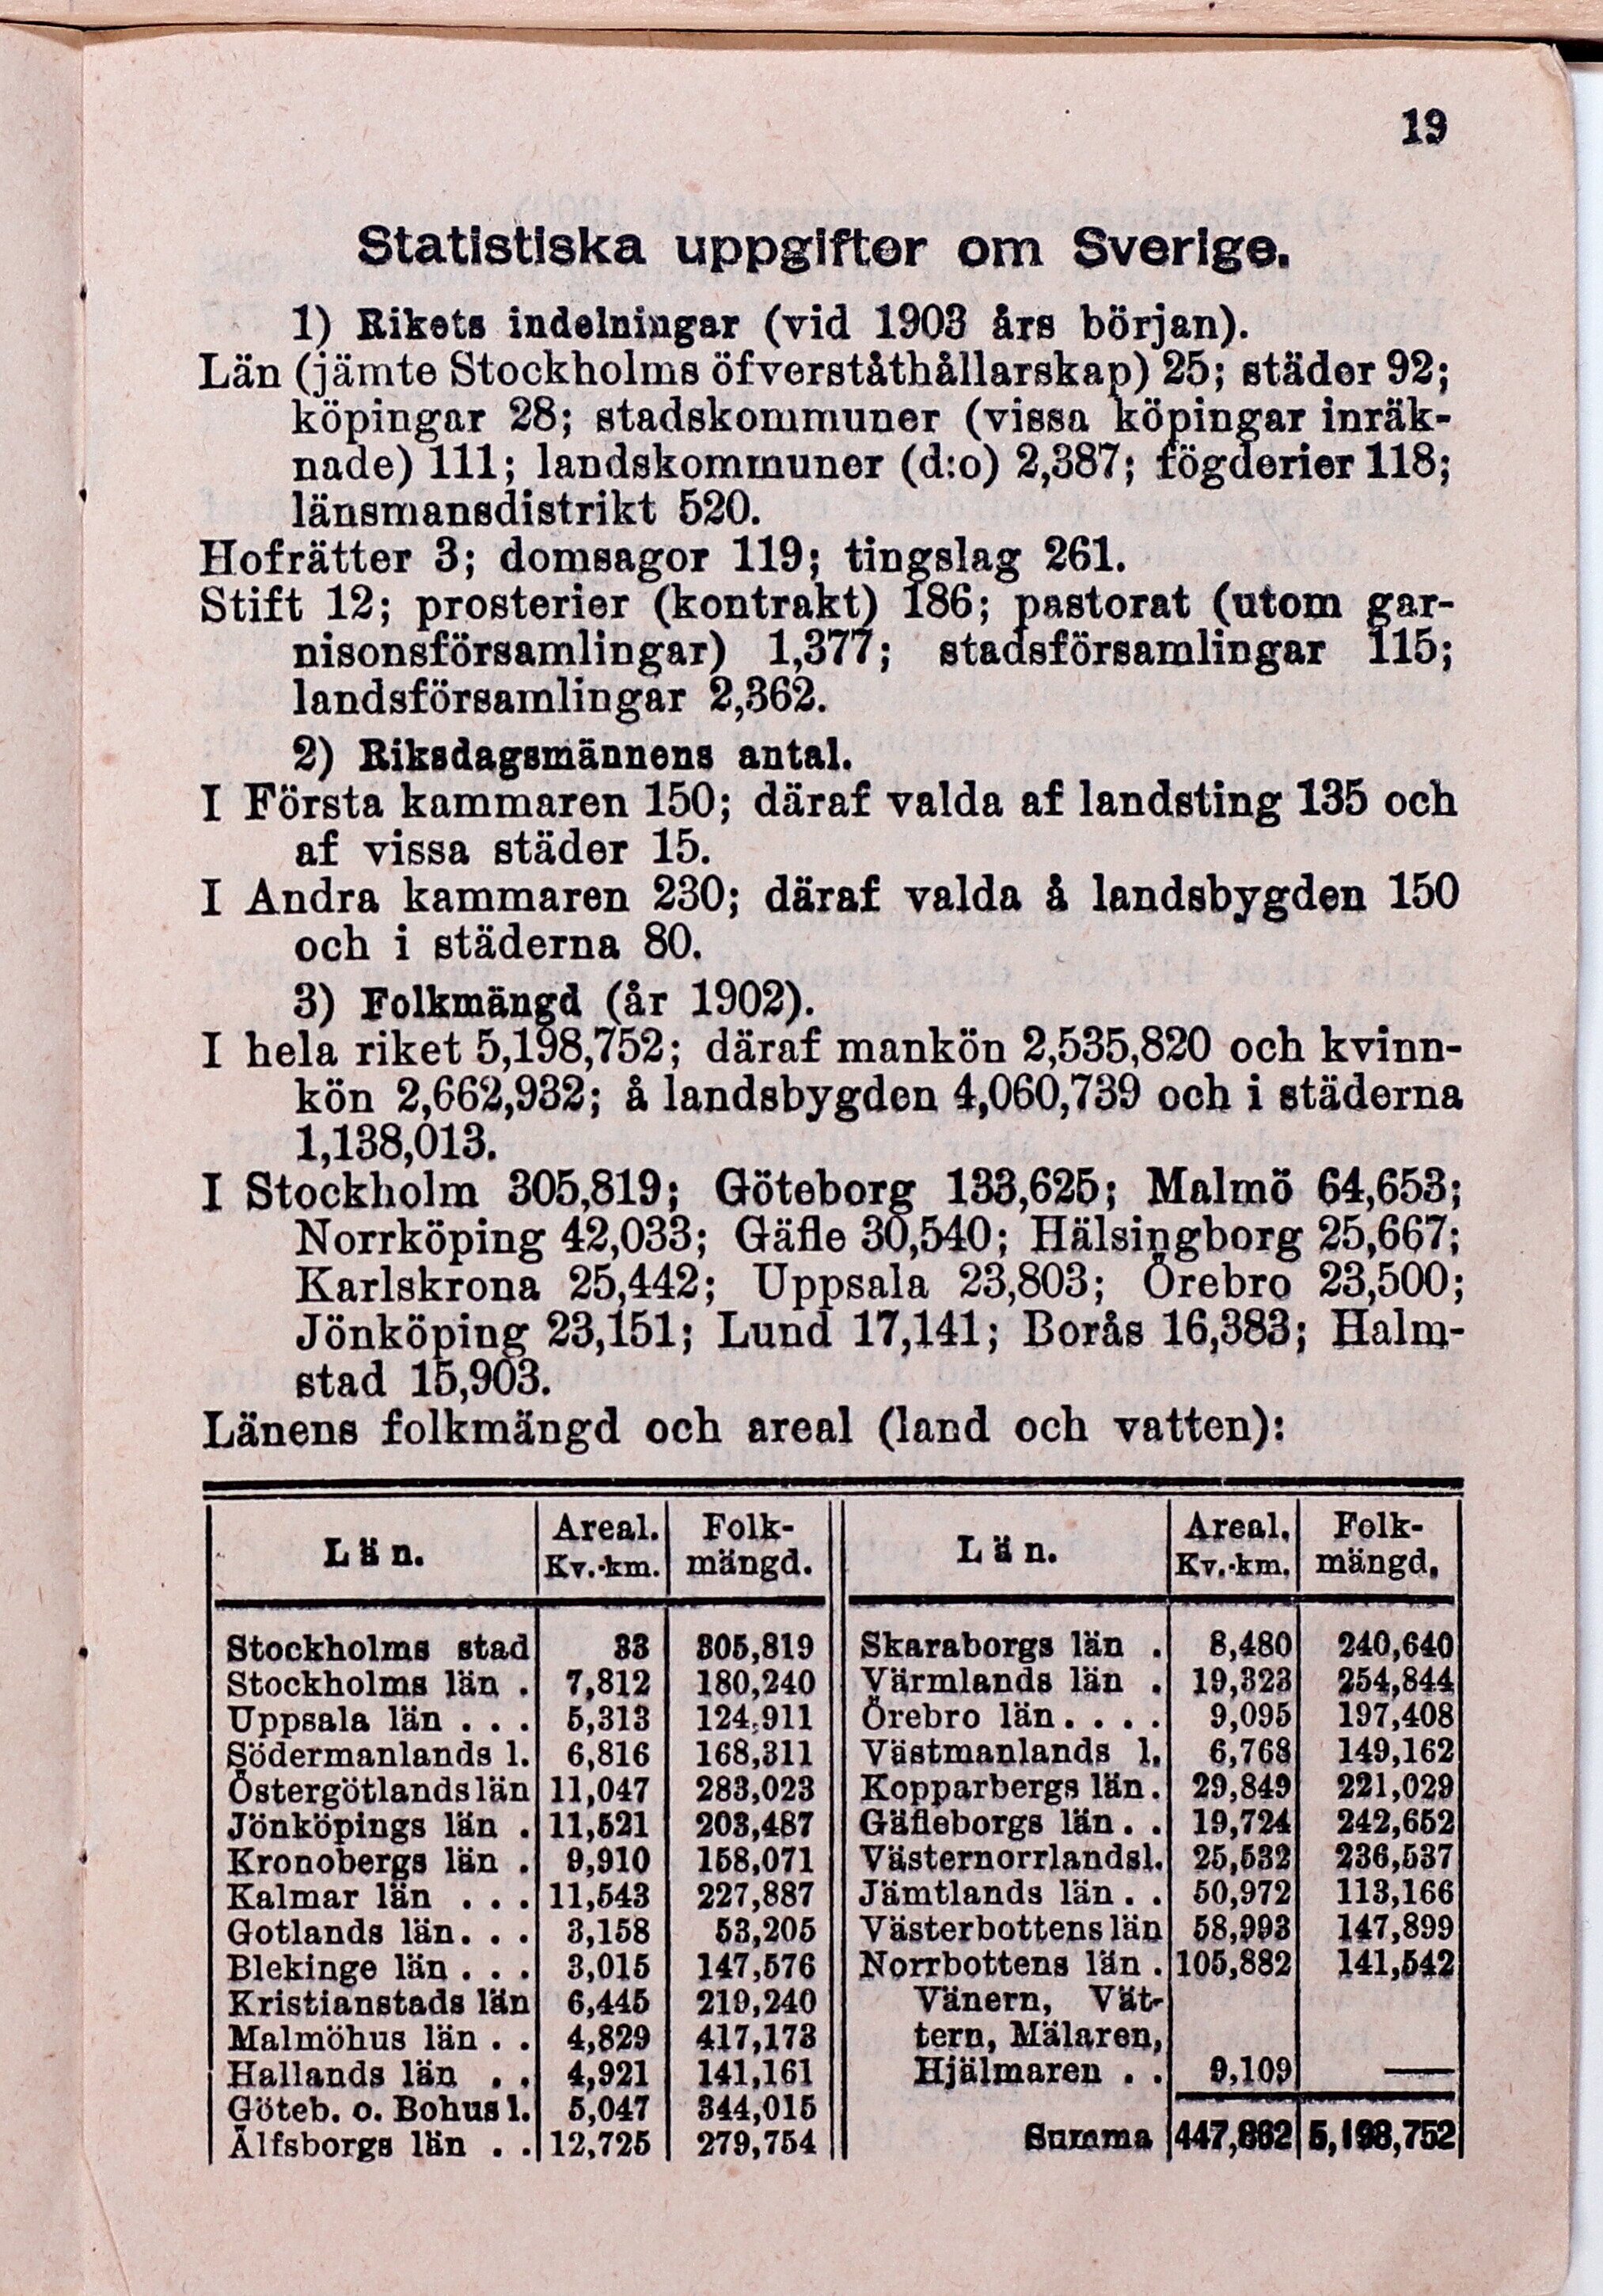 19
Statistiska uppgifter om Sverige.
1) Rikets indelningar (vid 1903 års början).
Län (jämte Stockholms öfverståthållarskap) 25; städer 92;
köpingar 28; stadskommuner (vissa köpingar inräk-
nade) 111; landskommuner (d:o) 2,387; fögderier 118;
länsmansdistrikt 520.
Hofrätter 3; domsagor 119; tingslag 261.
Stift 12; prosterier (kontrakt) 186; pastorat (utom gar-
nisonsförsamlingar) 1,377; stadsförsamlingar 115;
landsförsamlingar 2,362.
2) Riksdagsmännens antal.
I Första kammaren 150; däraf valda af landsting 135 och
af vissa städer 15.
I Andra kammaren 230; däraf valda å landsbygden 150
och i städerna 80.
3) Folkmängd (år 1902).
I hela riket 5,198,752; däraf mankön 2,535,820 och kvinn-
kön 2,662,932; å landsbygden 4,060,739 och i städerna
1,138,013.
I Stockholm 305,819; Göteborg 133,625; Malmö 64,653;
Norrköping 42,033; Gäfle 30,540; Hälsingborg 25,667;
Karlskrona 25,442; Uppsala 23,803; Örebro 23,500;
Jönköping 23,151; Lund 17,141; Borås 16,383; Halm-
stad 15,903.
Länens folkmängd och areal (land och vatten):
Län. Areal. Kv.-km. Folk-mängd. Län. Areal. Kv.-km. Folk-mängd.
Stockholms stad 33 305,819 Skaraborgs län . 8,480 240,640
Stockholms län . 7,812 180,240 Värmlands län . 19,323 254,844
Uppsala län . . . 5,313 124,911 Örebro län . . . . 9,095 197,408
Södermanlands l. 6,816 168,311 Västmanlands l. 6,768 149,162
Östergötlands län 11,047 283,023 Kopparbergs län . 29,849 221,029
Jönköpings län . 11,521 203,487 Gäfleborgs län . . 19,724 242,652
Kronobergs län . 9,910 158,071 Västernorrlands l. 25,532 236,537
Kalmar län . . . 11,543 227,887 Jämtlands län . . 50,972 113,166
Gotlands län . . . 3,158 53,205 Västerbottens län 58,993 147,899
Blekinge län . . . 3,015 147,576 Norrbottens län . 105,882 141,542
Kristianstads län 6,445 219,240 Vänern, Vät-
Malmöhus län . . 4,829 417,173 tern, Mälaren,
Hallands län . . 4,921 141,161 Hjälmaren . . 9,109 —
Göteb. o. Bohus l. 5,047 344,015
Älfsborgs län . . 12,725 279,754 Summa 447,862 5,198,752